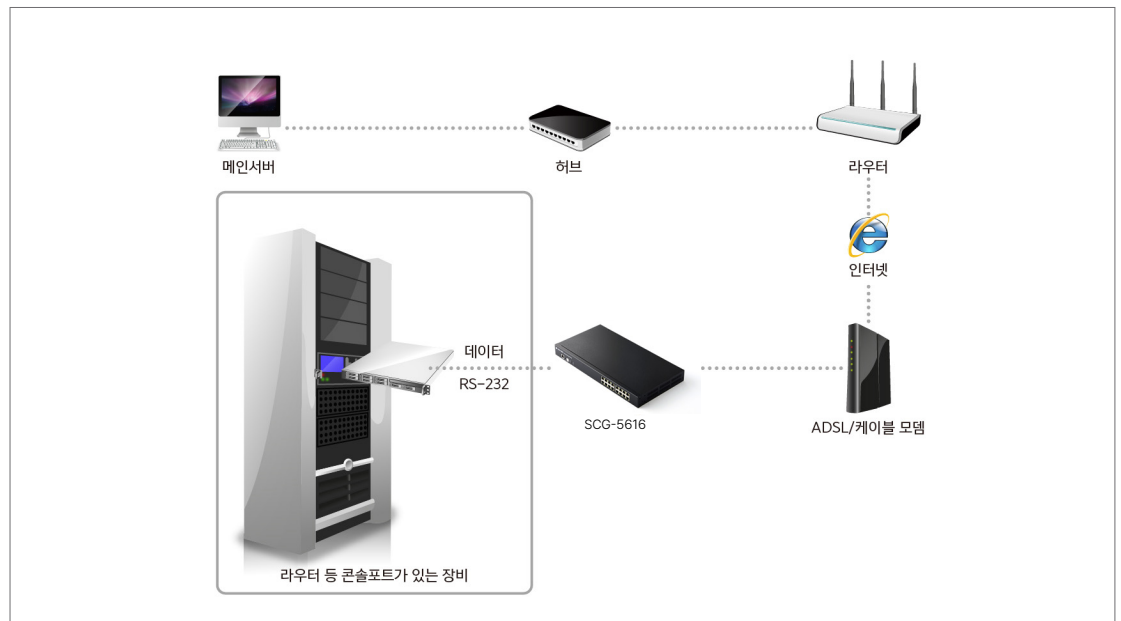 메인서버
허브
라우터
인터넷
데이터
RS-232
SCG-5616
ADSL/케이블 모뎀
라우터 등 콘솔포트가 있는 장비